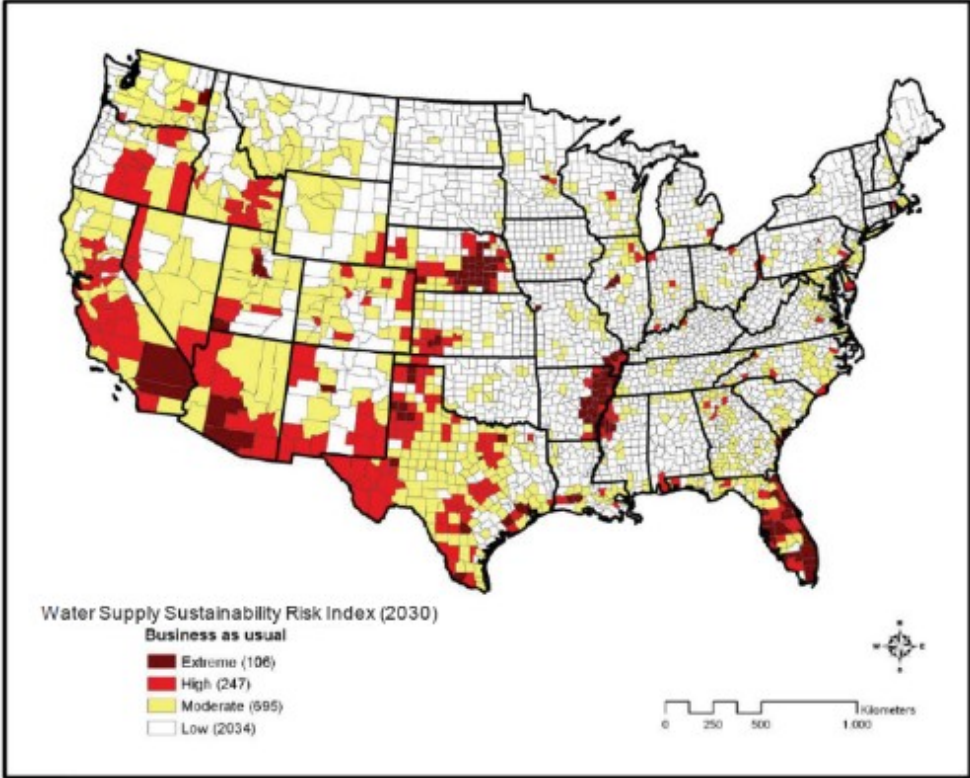 Water Supply Sustainability Risk Index (2030)
Business as usual
Extreme (106)
High (247)
Moderate (695)
Low (2034)
N
W E
S
Kilometers
0 250 500 1.000